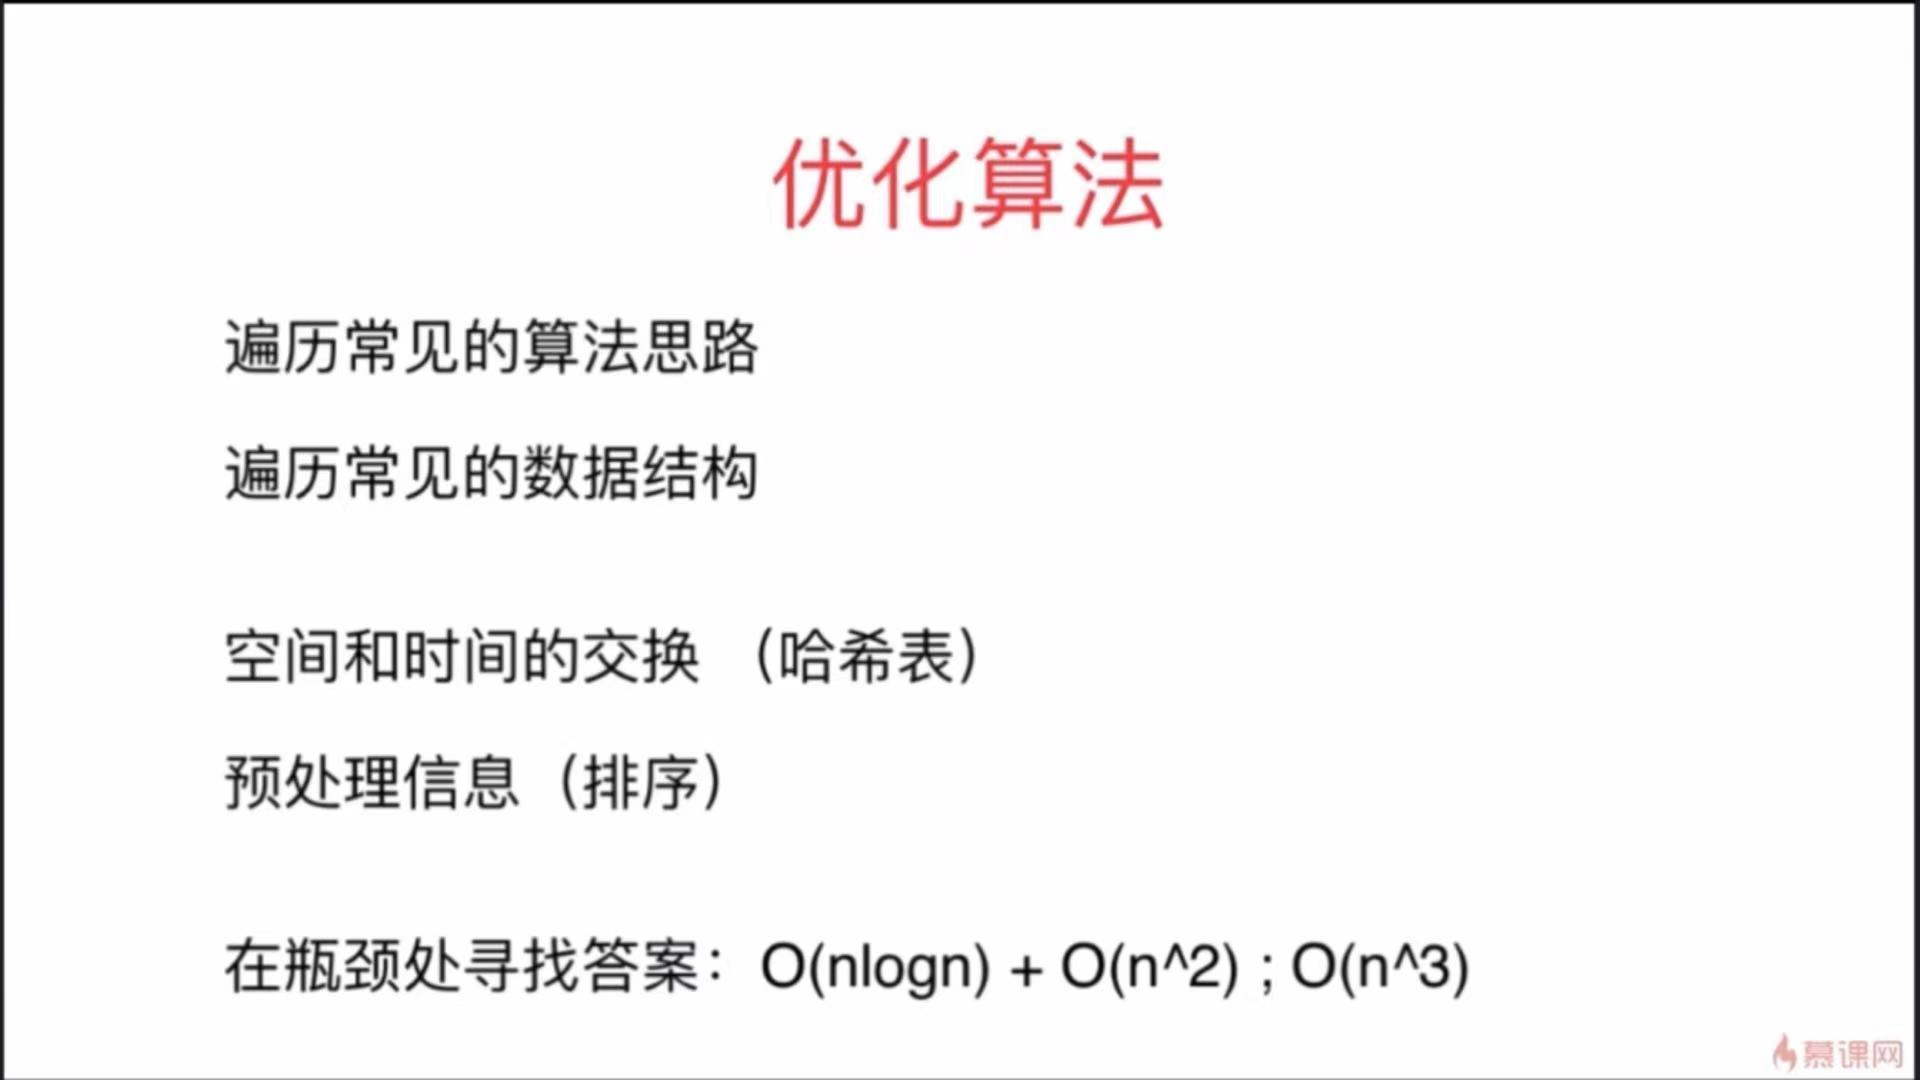 优化算法
遍历常见的算法思路
遍历常见的数据结构
空间和时间的交换 （哈希表）
预处理信息（排序）
在瓶颈处寻找答案：O(nlogn) + O(n^2) ; O(n^3)
慕课网